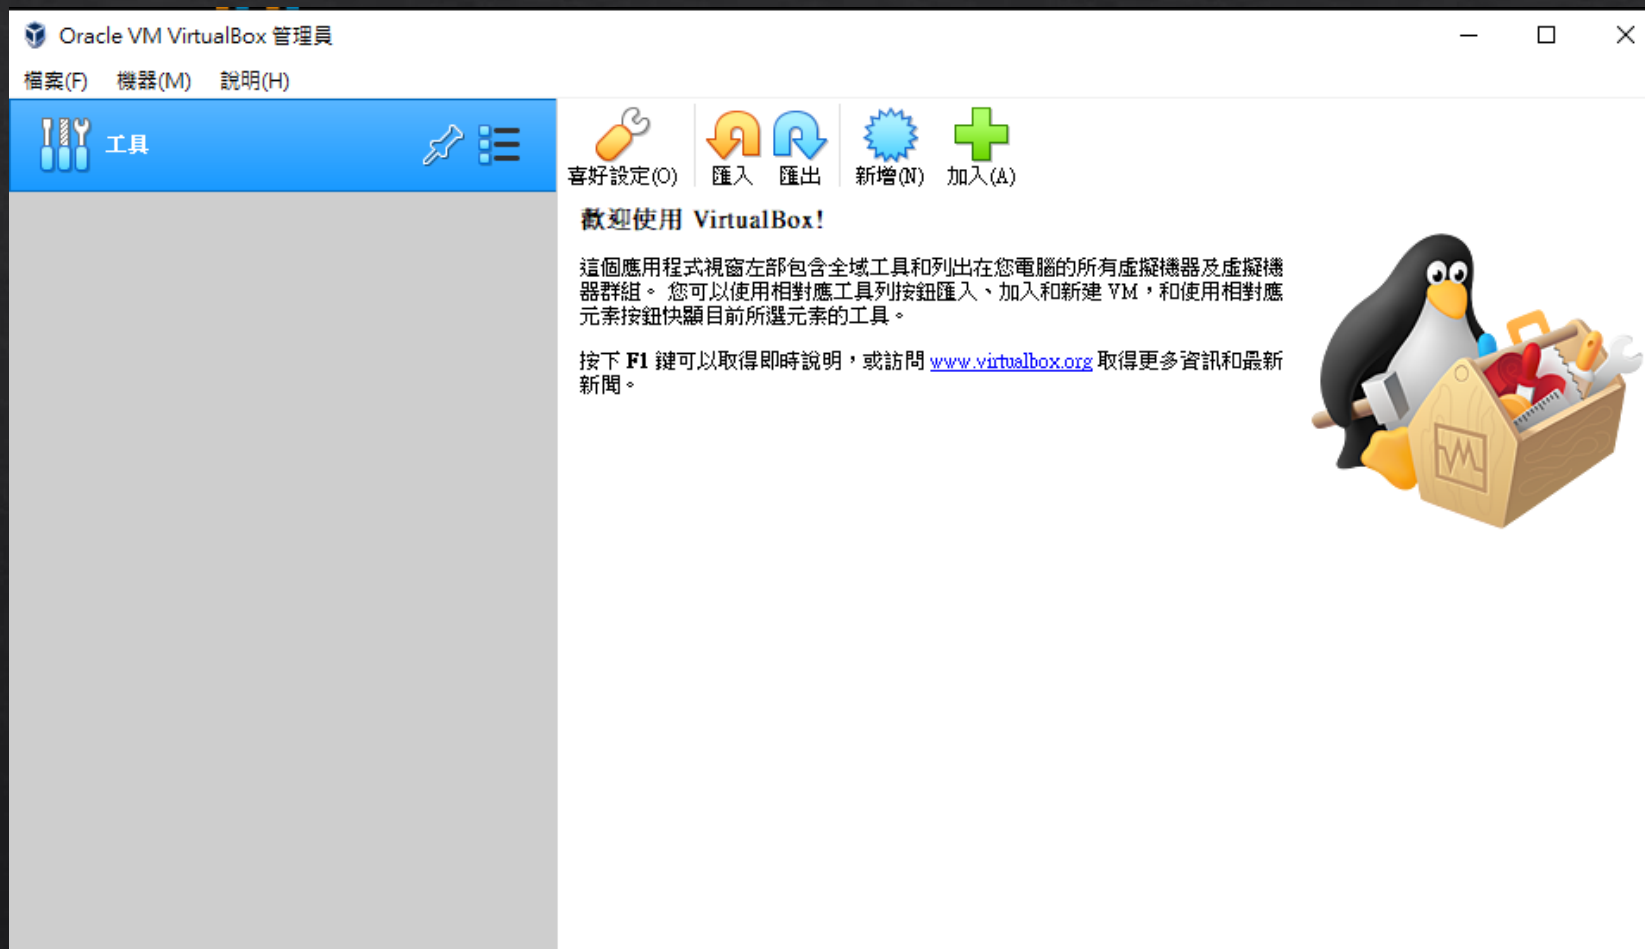 Oracle VM VirtualBox 管理員
檔案(F) 機器(M) 說明(H)
工具
喜好設定(O) 匯入 匯出 新增(N) 加入(A)
歡迎使用 VirtualBox!
這個應用程式視窗左部包含全域工具和列出在您電腦的所有虛擬機器及虛擬機
器群組。 您可以使用相對應工具列按鈕匯入、加入和新建 VM，和使用相對應
元素按鈕快顯目前所選元素的工具。
按下 F1 鍵可以取得即時說明，或訪問 www.virtualbox.org 取得更多資訊和最新
新聞。
VM